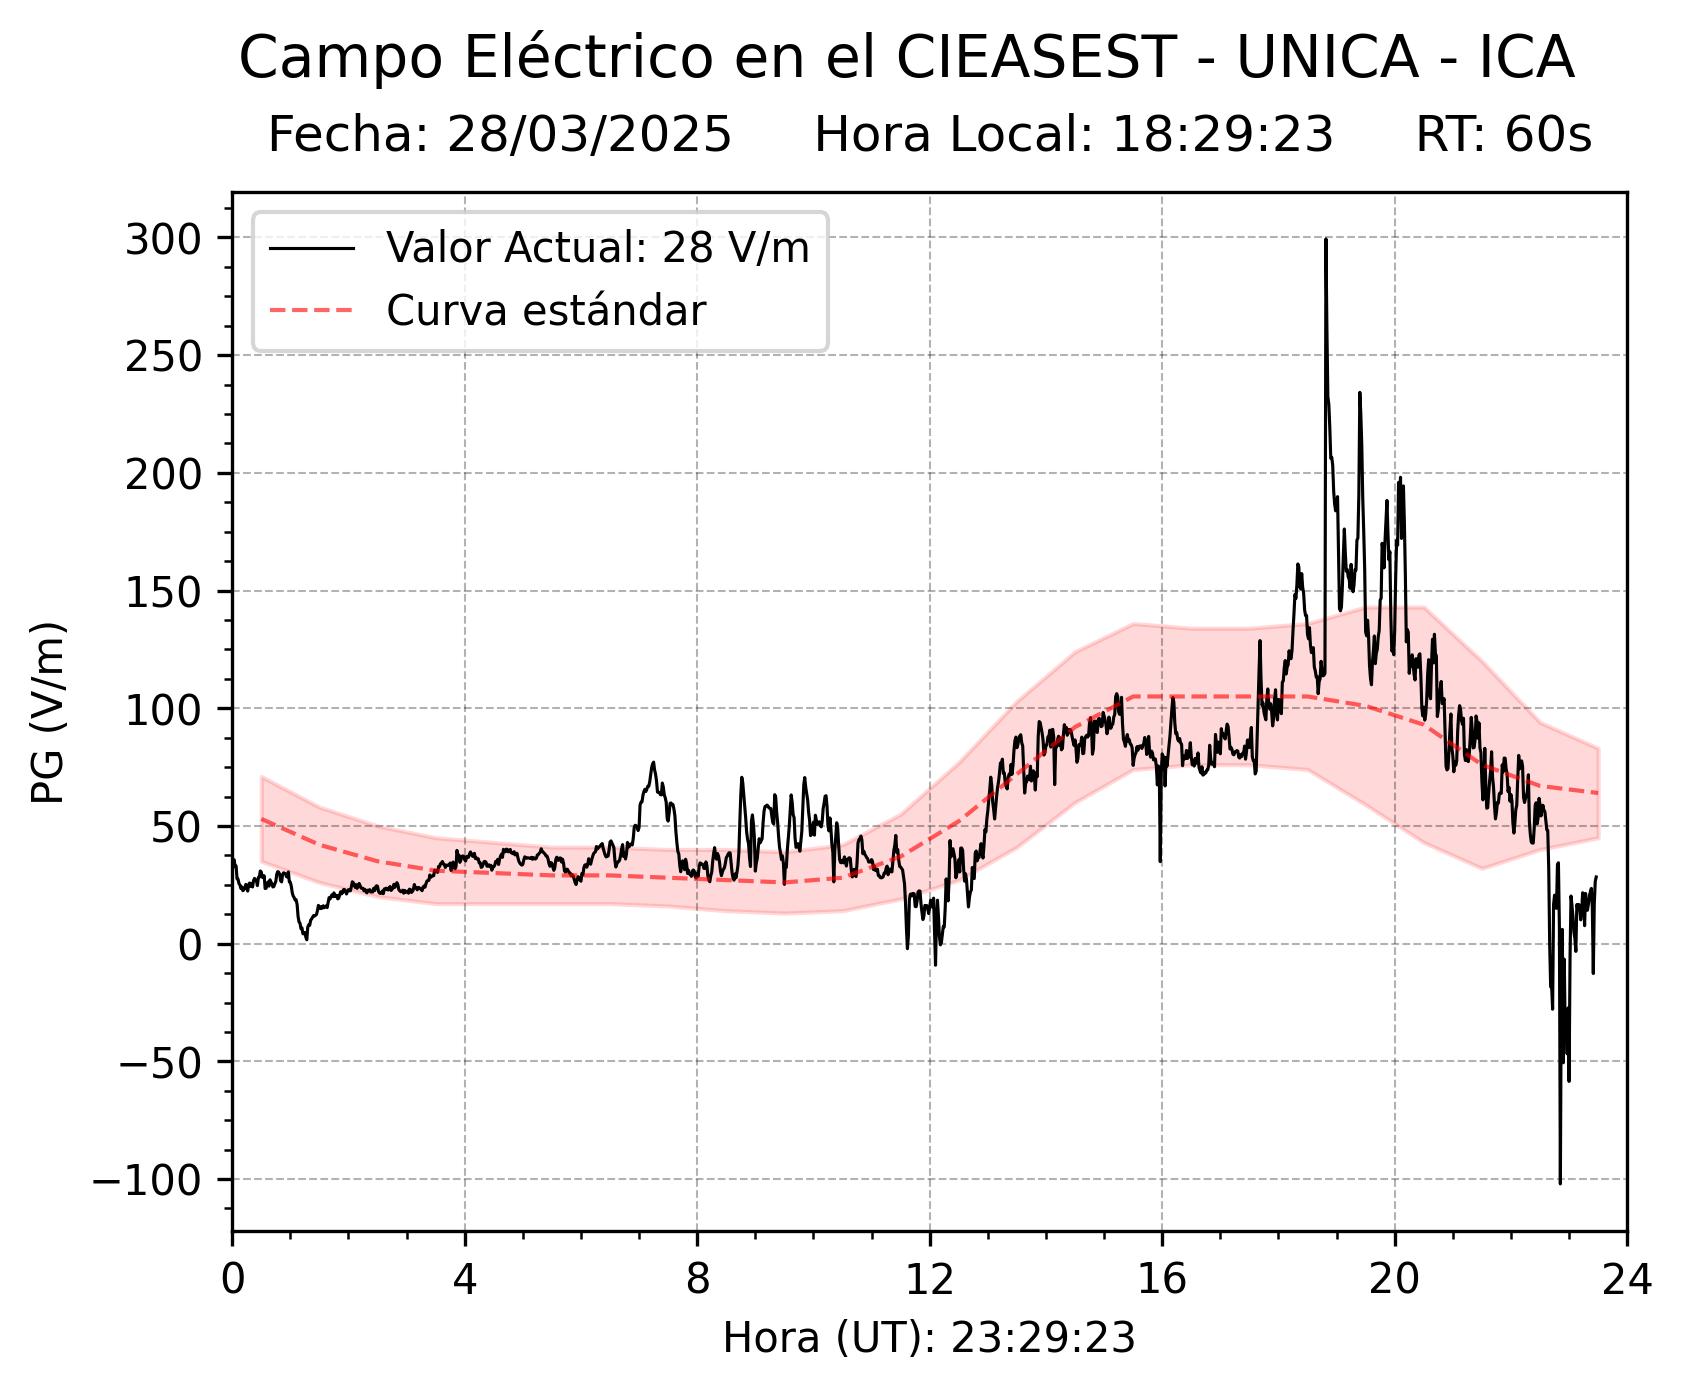 Campo Eléctrico en el CIEASEST - UNICA - ICA
Fecha: 28/03/2025 Hora Local: 18:29:23 RT: 60s
Valor Actual: 28 V/m
Curva estándar
PG (V/m)
300
250
200
150
100
50
0
−50
−100
0 4 8 12 16 20 24
Hora (UT): 23:29:23